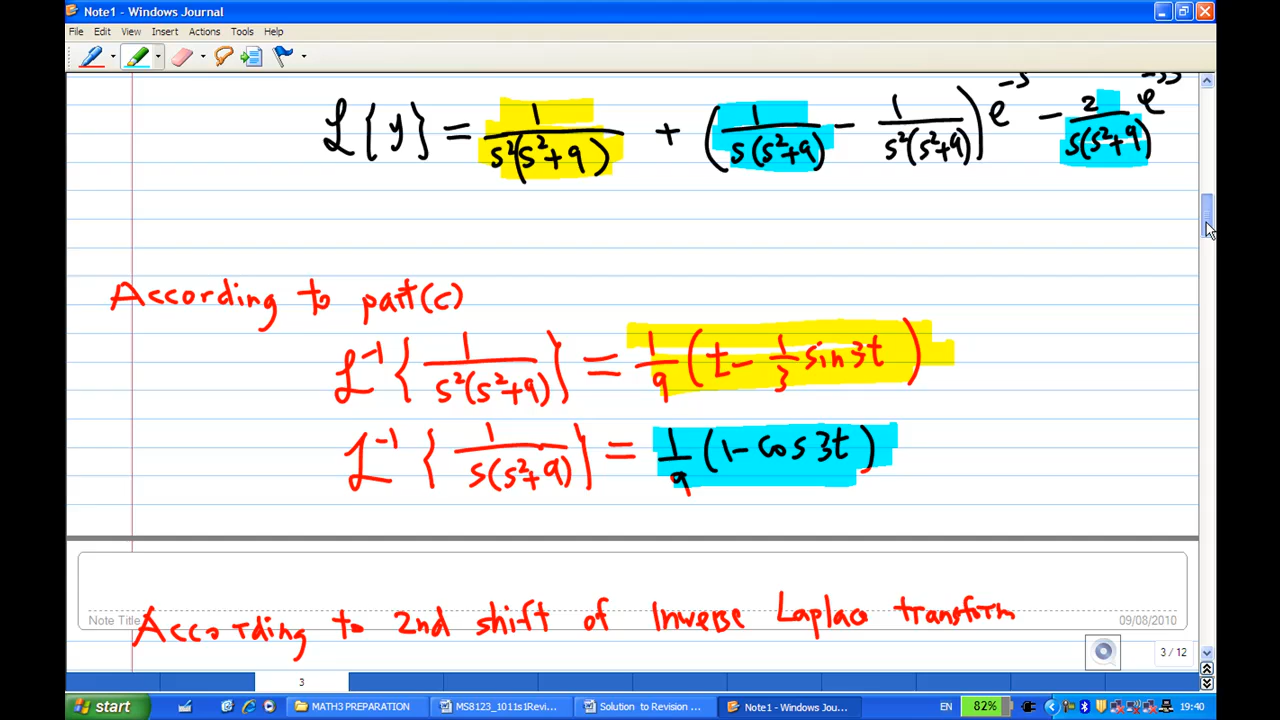 Note1 - Windows Journal
File Edit View Insert Actions Tools Help
ℒ{y} = 1/(s²(s²+9)) + (1/(s(s²+9)) - 1/(s²(s²+9)))e^-s - 2/(s(s²+9)) e^-3s
According to part(c)
ℒ^-1{1/(s²(s²+9))} = 1/9 (t - 1/3 sin3t)
ℒ^-1{1/(s(s²+9))} = 1/9 (1-cos3t)
According to 2nd shift of Inverse Laplace transform
Note Title
09/08/2010
3 / 12
3
start MATH3 PREPARATION MS8123_1011s1Revi... Solution to Revision ... Note1 - Windows Jou... EN 82% 19:40